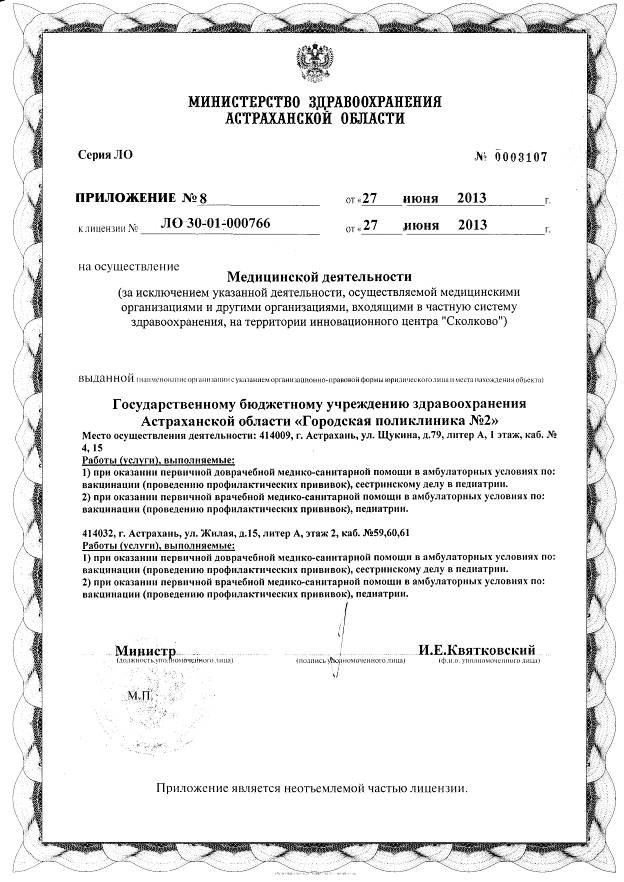 МИНИСТЕРСТВО ЗДРАВООХРАНЕНИЯ
АСТРАХАНСКОЙ ОБЛАСТИ
Серия ЛО
№ 0003107
ПРИЛОЖЕНИЕ № 8 от «27 июня 2013 г.
к лицензии № ЛО 30-01-000766 от «27 июня 2013 г.
на осуществление
Медицинской деятельности
(за исключением указанной деятельности, осуществляемой медицинскими
организациями и другими организациями, входящими в частную систему
здравоохранения, на территории инновационного центра "Сколково")
выданной (наименование организации с указанием организационно-правовой формы юридического лица и места нахождения объекта)
Государственному бюджетному учреждению здравоохранения
Астраханской области «Городская поликлиника №2»
Место осуществления деятельности: 414009, г. Астрахань, ул. Щукина, д.79, литер А, 1 этаж, каб. №
4, 15
Работы (услуги), выполняемые:
1) при оказании первичной доврачебной медико-санитарной помощи в амбулаторных условиях по:
вакцинации (проведению профилактических прививок), сестринскому делу в педиатрии.
2) при оказании первичной врачебной медико-санитарной помощи в амбулаторных условиях по:
вакцинации (проведению профилактических прививок), педиатрии.
414032, г. Астрахань, ул. Жилая, д.15, литер А, этаж 2, каб. №59,60,61
Работы (услуги), выполняемые:
1) при оказании первичной доврачебной медико-санитарной помощи в амбулаторных условиях по:
вакцинации (проведению профилактических прививок), сестринскому делу в педиатрии.
2) при оказании первичной врачебной медико-санитарной помощи в амбулаторных условиях по:
вакцинации (проведению профилактических прививок), педиатрии.
Министр И.Е.Квятковский
(должность уполномоченного лица) (подпись уполномоченного лица) (ф.и.о. уполномоченного лица)
М.П.
Приложение является неотъемлемой частью лицензии.